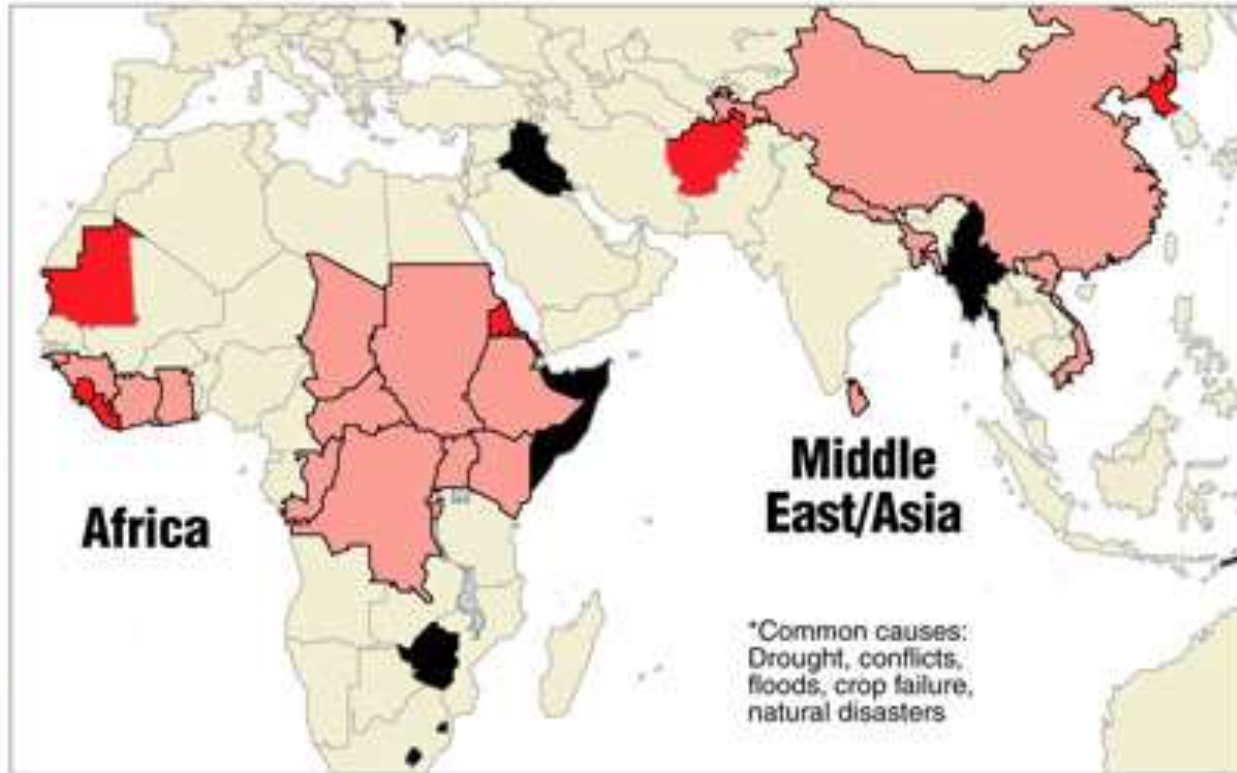 Africa
Middle
East/Asia
*Common causes:
Drought, conflicts,
floods, crop failure,
natural disasters